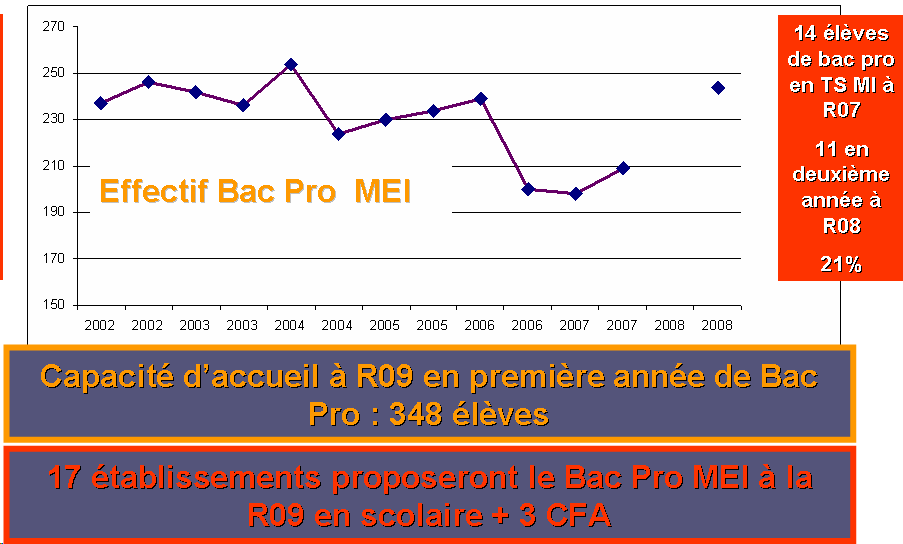 270
250
230
210
190
170
150
Effectif Bac Pro MEI
2002 2002 2003 2003 2004 2004 2005 2005 2006 2006 2007 2007 2008 2008
14 élèves
de bac pro
en TS MI à
R07
11 en
deuxième
année à
R08
21%
Capacité d'accueil à R09 en première année de Bac
Pro : 348 élèves
17 établissements proposeront le Bac Pro MEI à la
R09 en scolaire + 3 CFA